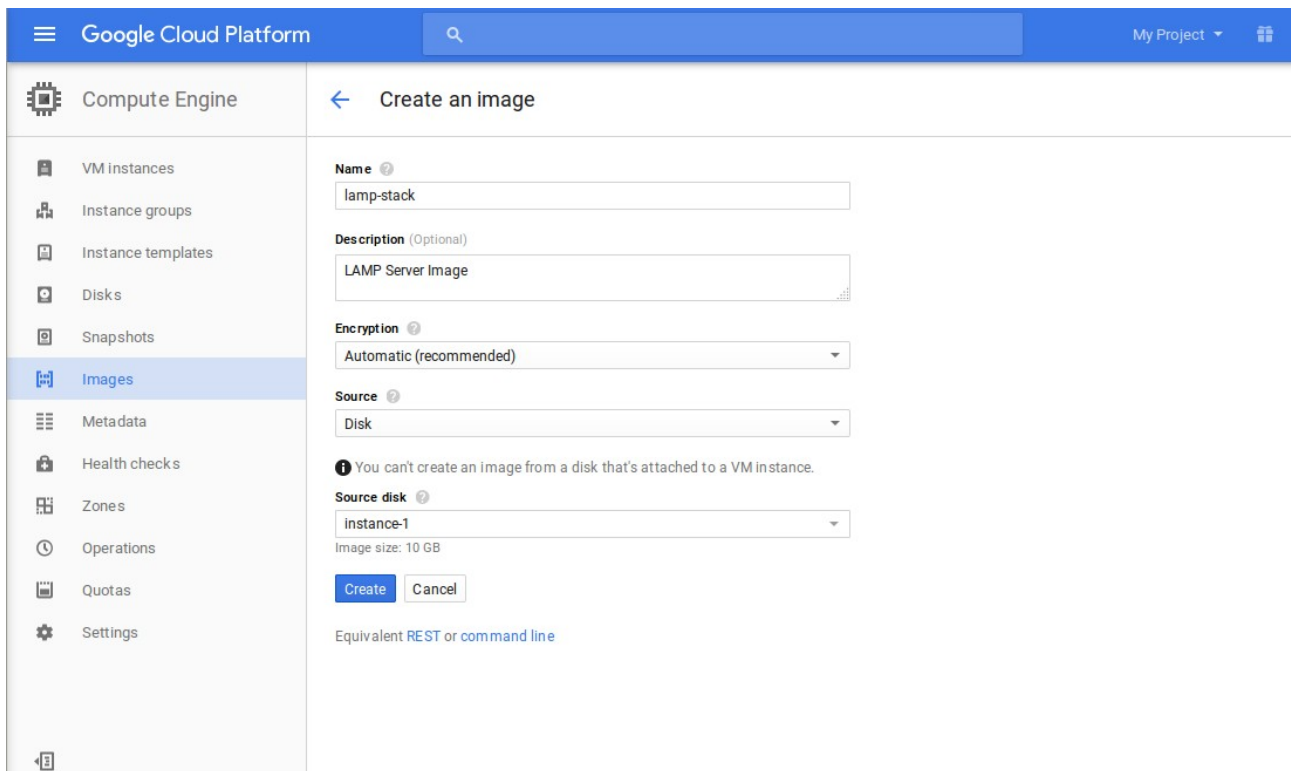 Google Cloud Platform
My Project
Compute Engine
Create an image
VM instances
Instance groups
Instance templates
Disks
Snapshots
Images
Metadata
Health checks
Zones
Operations
Quotas
Settings
Name
lamp-stack
Description (Optional)
LAMP Server Image
Encryption
Automatic (recommended)
Source
Disk
You can't create an image from a disk that's attached to a VM instance.
Source disk
instance-1
Image size: 10 GB
Create Cancel
Equivalent REST or command line